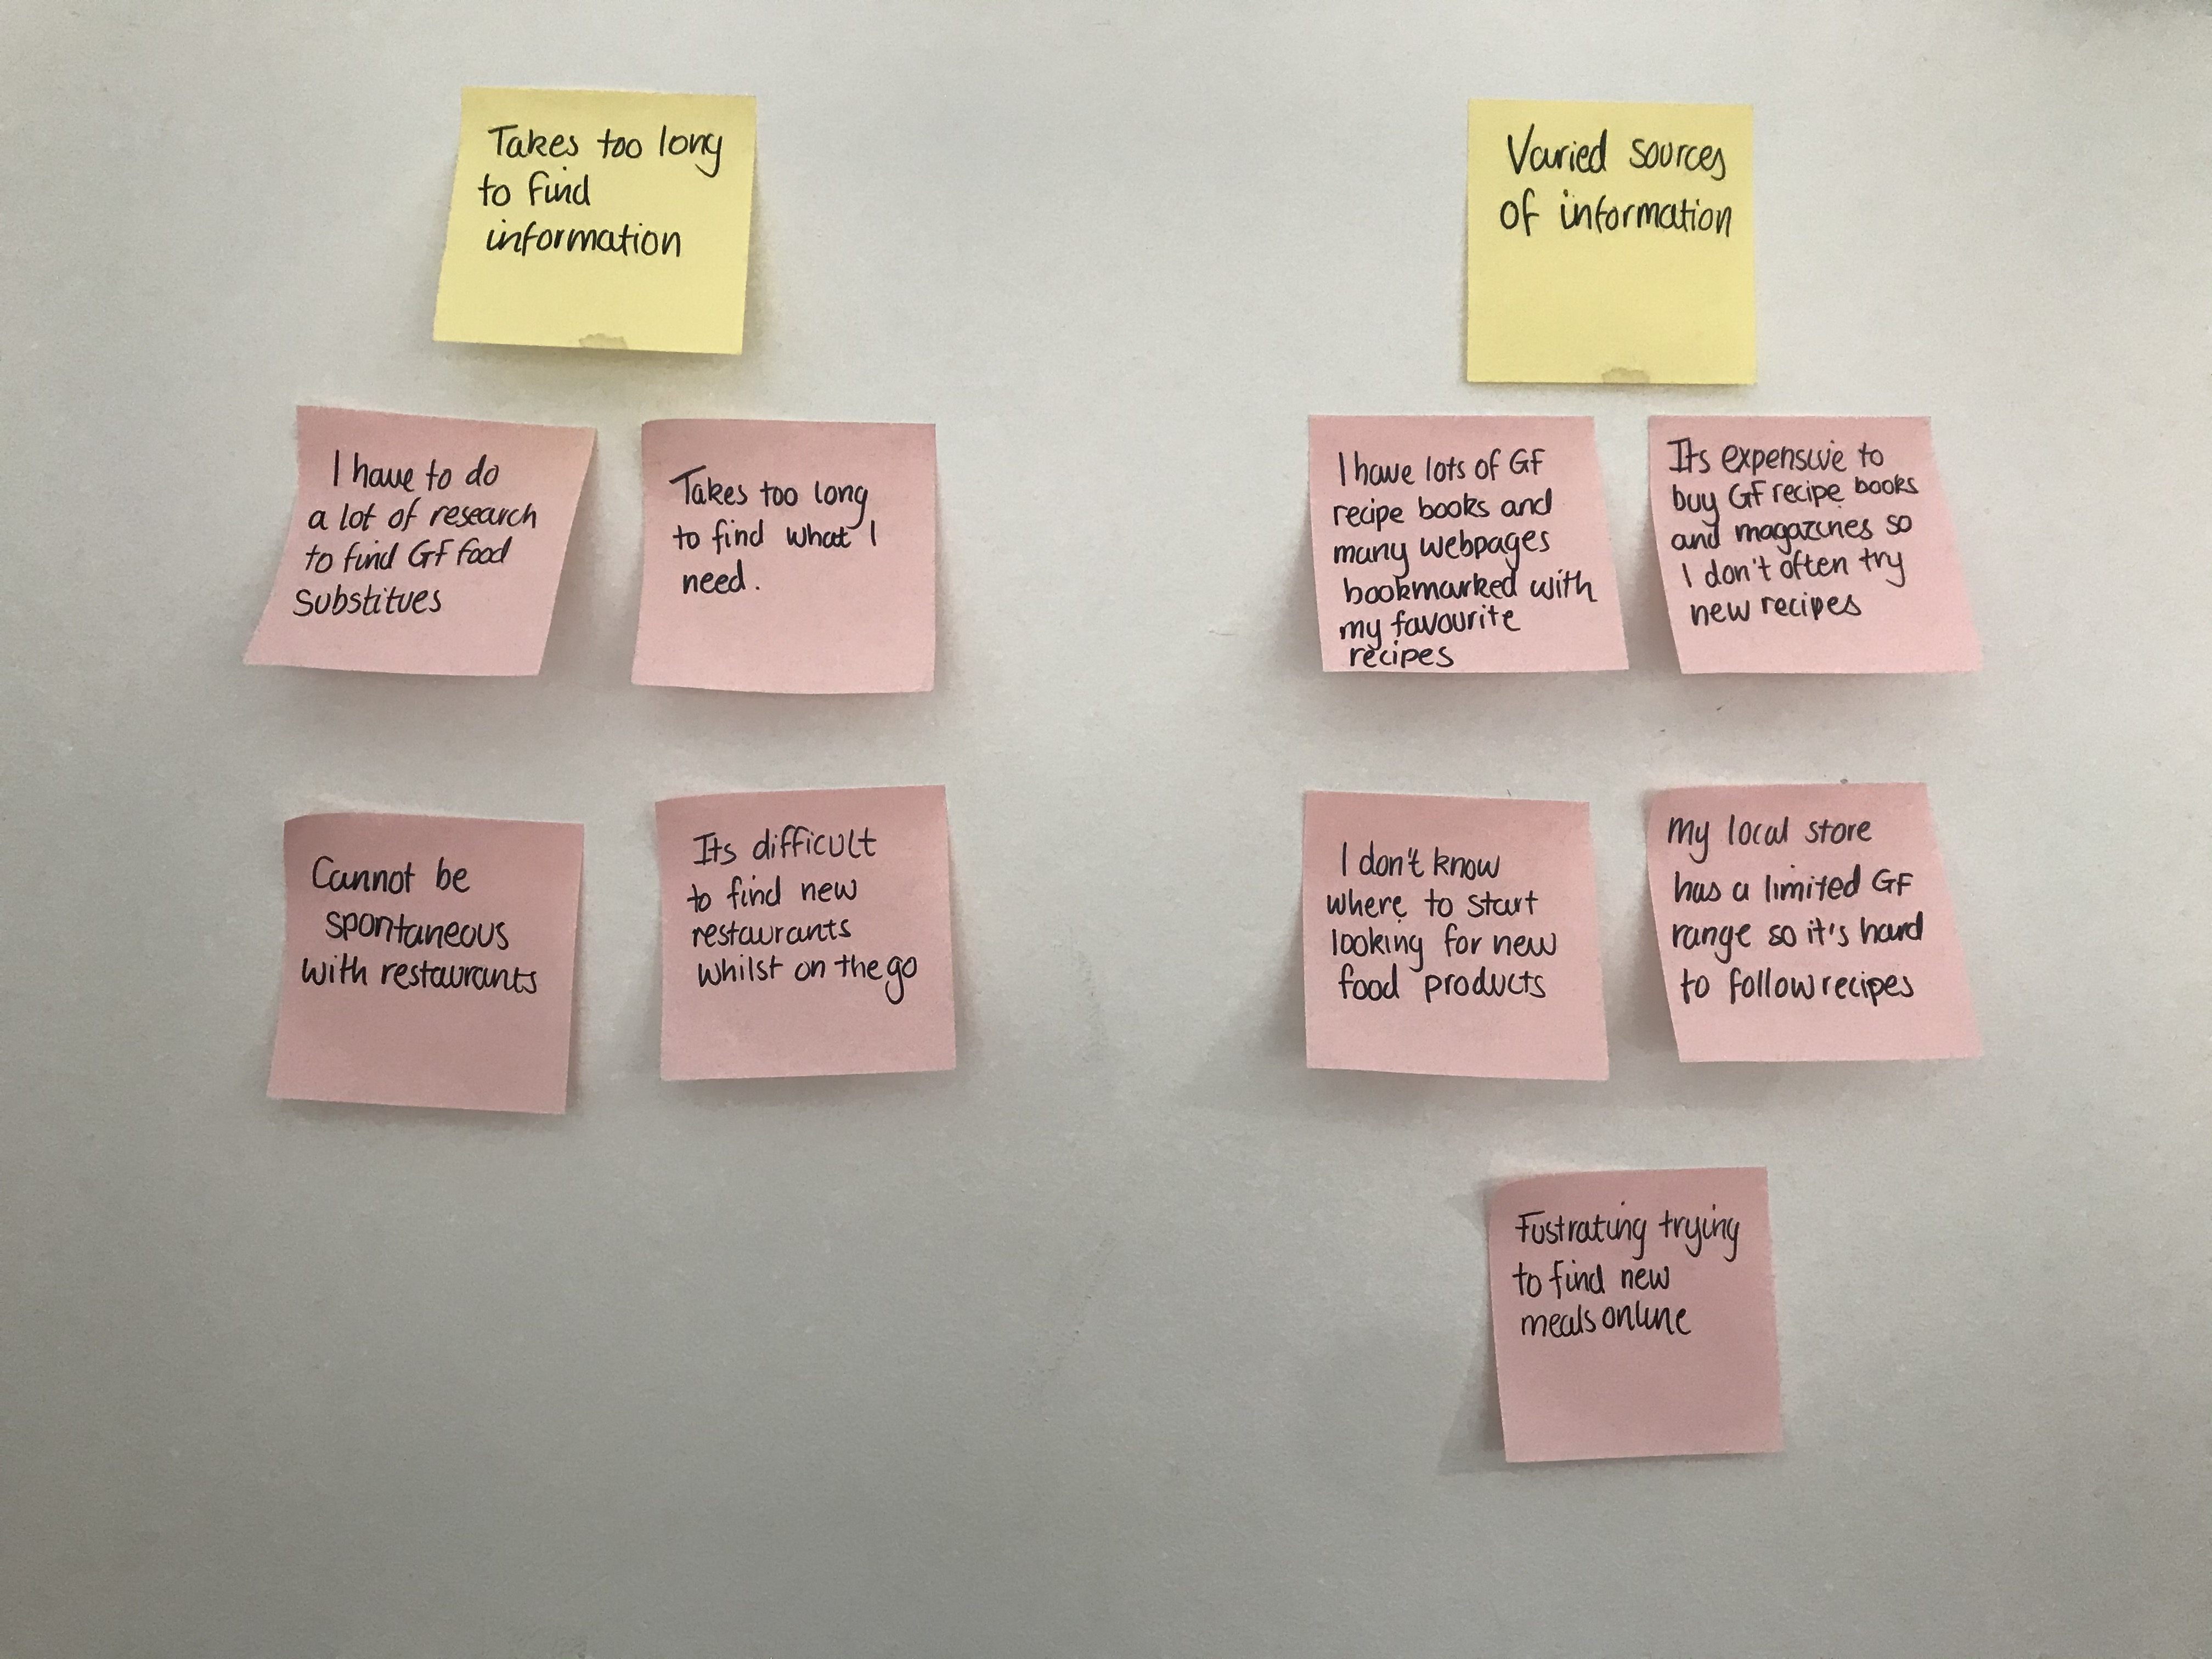 Takes too long
to find
information
I have to do
a lot of research
to find GF food
Substitues
Takes too long
to find what I
need.
Cannot be
spontaneous
with restaurants
Its difficult
to find new
restaurants
whilst on the go
Varied sources
of information
I have lots of GF
recipe books and
many webpages
bookmarked with
my favourite
recipes
Its expensive to
buy GF recipe books
and magazines so
I don't often try
new recipes
I don't know
where to start
looking for new
food products
My local store
has a limited GF
range so it's hard
to follow recipes
Fustrating trying
to find new
meals online